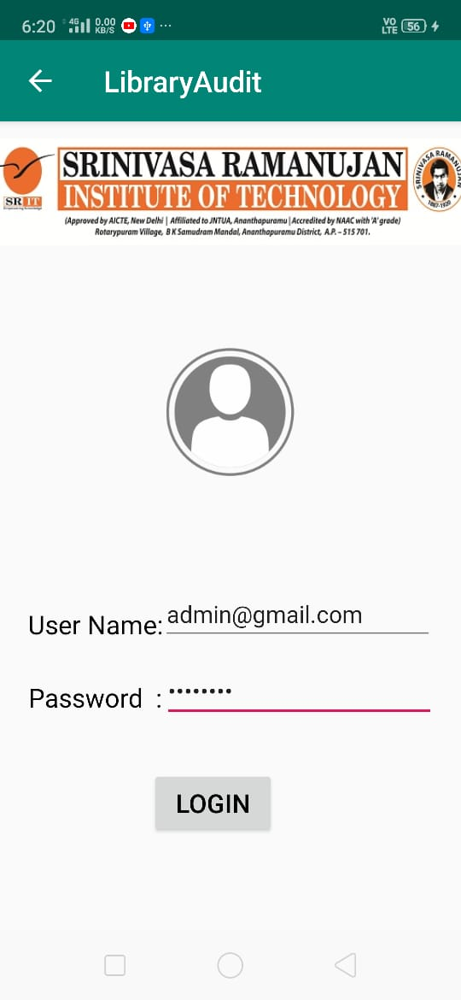 6:20 4G 0.00 KB/S ... VO LTE 56
LibraryAudit
SRINIVASA RAMANUJAN
INSTITUTE OF TECHNOLOGY
SRIT
(Approved by AICTE, New Delhi | Affiliated to JNTUA, Ananthapuramu | Accredited by NAAC with 'A' grade)
Rotarypuram Village, B K Samudram Mandal, Ananthapuramu District, A.P. - 515 701.
SRINIVASA RAMANUJAN
1887-1920
User Name: admin@gmail.com
Password : ••••••••
LOGIN